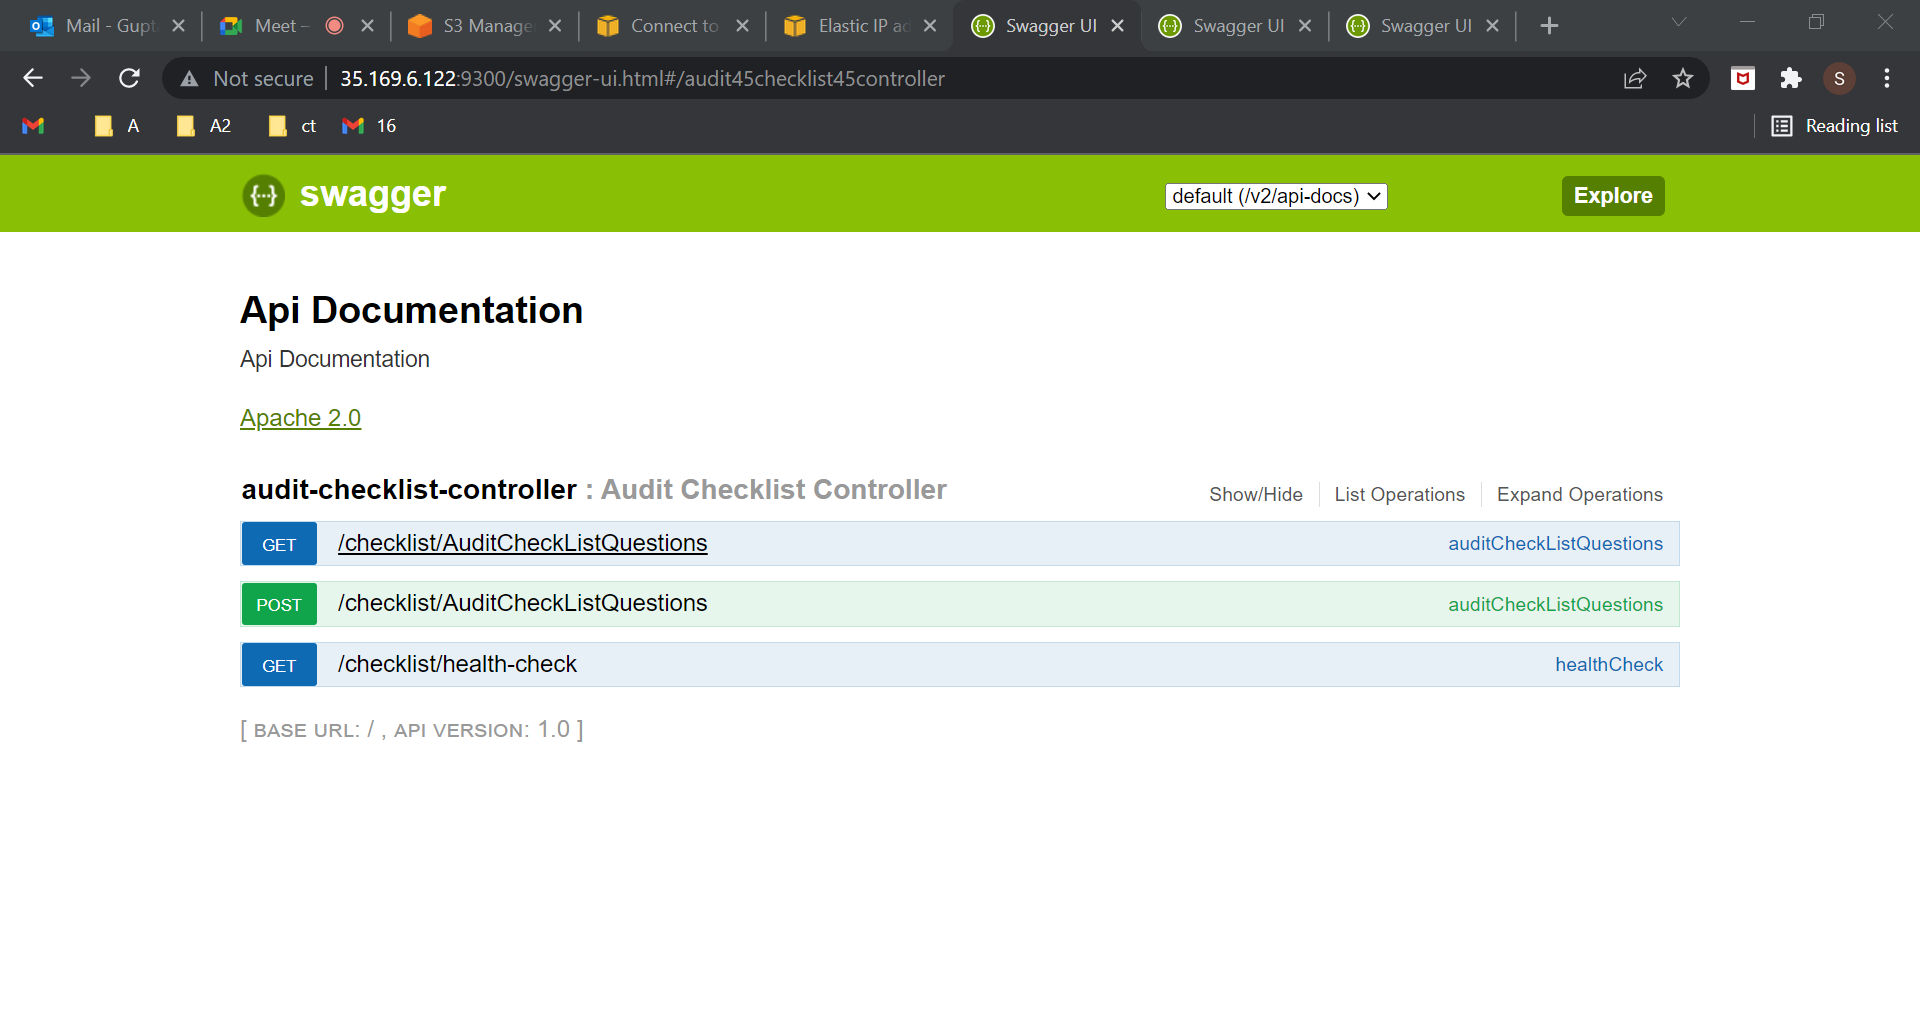 Mail - Gupt
Meet –
S3 Manage
Connect to
Elastic IP ad
Swagger UI
Swagger UI
Swagger UI
Not secure
35.169.6.122:9300/swagger-ui.html#/audit45checklist45controller
S
A
A2
ct
16
Reading list
{···} swagger
default (/v2/api-docs)
Explore
Api Documentation
Api Documentation
Apache 2.0
audit-checklist-controller : Audit Checklist Controller
Show/Hide
List Operations
Expand Operations
GET /checklist/AuditCheckListQuestions auditCheckListQuestions
POST /checklist/AuditCheckListQuestions auditCheckListQuestions
GET /checklist/health-check healthCheck
[ BASE URL: / , API VERSION: 1.0 ]